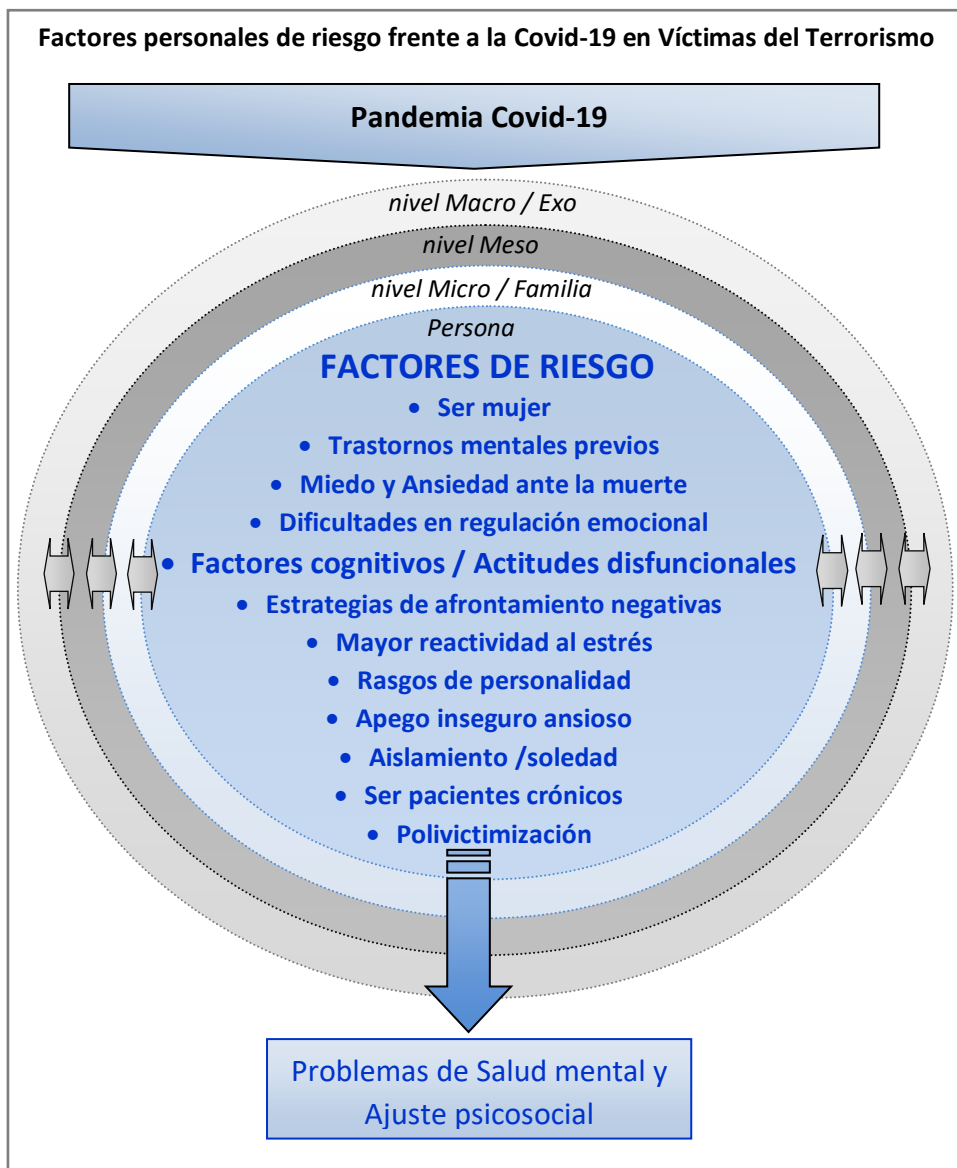 Factores personales de riesgo frente a la Covid-19 en Víctimas del Terrorismo
Pandemia Covid-19
nivel Macro / Exo
nivel Meso
nivel Micro / Familia
Persona
FACTORES DE RIESGO
• Ser mujer
• Trastornos mentales previos
• Miedo y Ansiedad ante la muerte
• Dificultades en regulación emocional
• Factores cognitivos / Actitudes disfuncionales
• Estrategias de afrontamiento negativas
• Mayor reactividad al estrés
• Rasgos de personalidad
• Apego inseguro ansioso
• Aislamiento /soledad
• Ser pacientes crónicos
• Polivictimización
Problemas de Salud mental y
Ajuste psicosocial